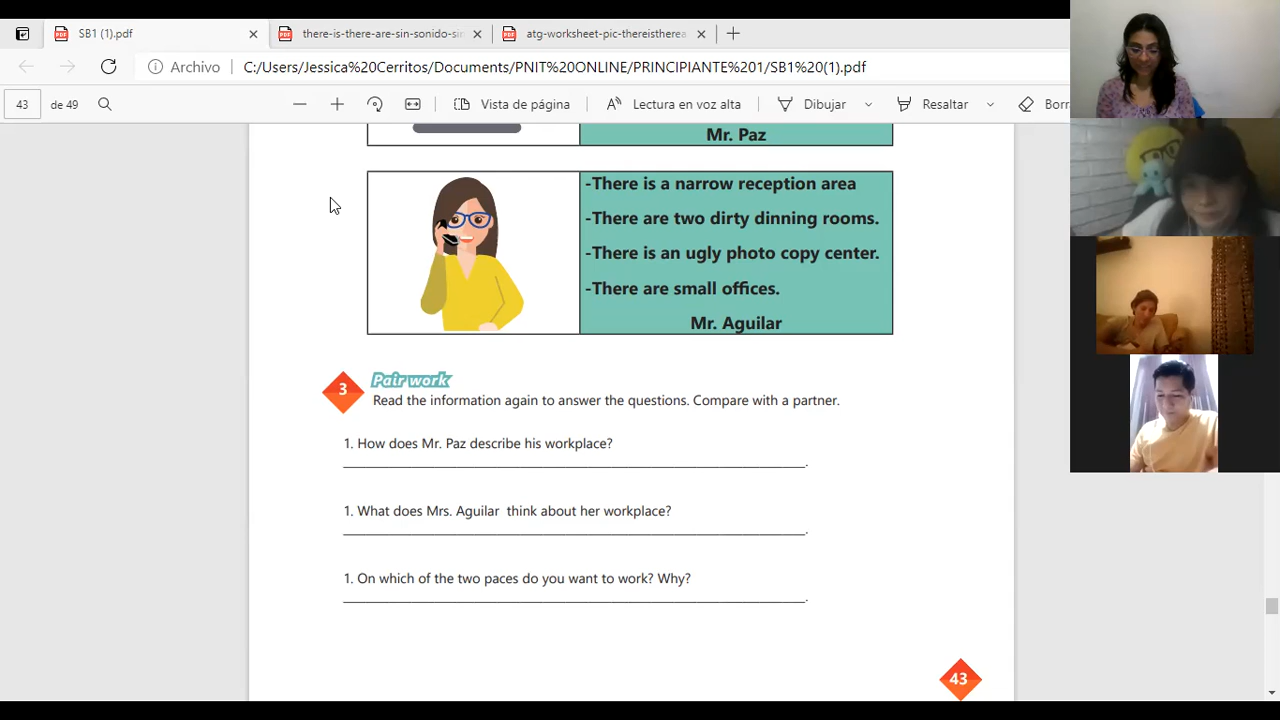 SB1 (1).pdf
there-is-there-are-sin-sonido-sin
atg-worksheet-pic-thereistherea
Archivo
C:/Users/Jessica%20Cerritos/Documents/PNIT%20ONLINE/PRINCIPIANTE%201/SB1%20(1).pdf
43 de 49
Vista de página
Lectura en voz alta
Dibujar
Resaltar
Borr
Mr. Paz
-There is a narrow reception area
-There are two dirty dinning rooms.
-There is an ugly photo copy center.
-There are small offices.
Mr. Aguilar
3
Pair work
Read the information again to answer the questions. Compare with a partner.
1. How does Mr. Paz describe his workplace?
1. What does Mrs. Aguilar think about her workplace?
1. On which of the two paces do you want to work? Why?
43